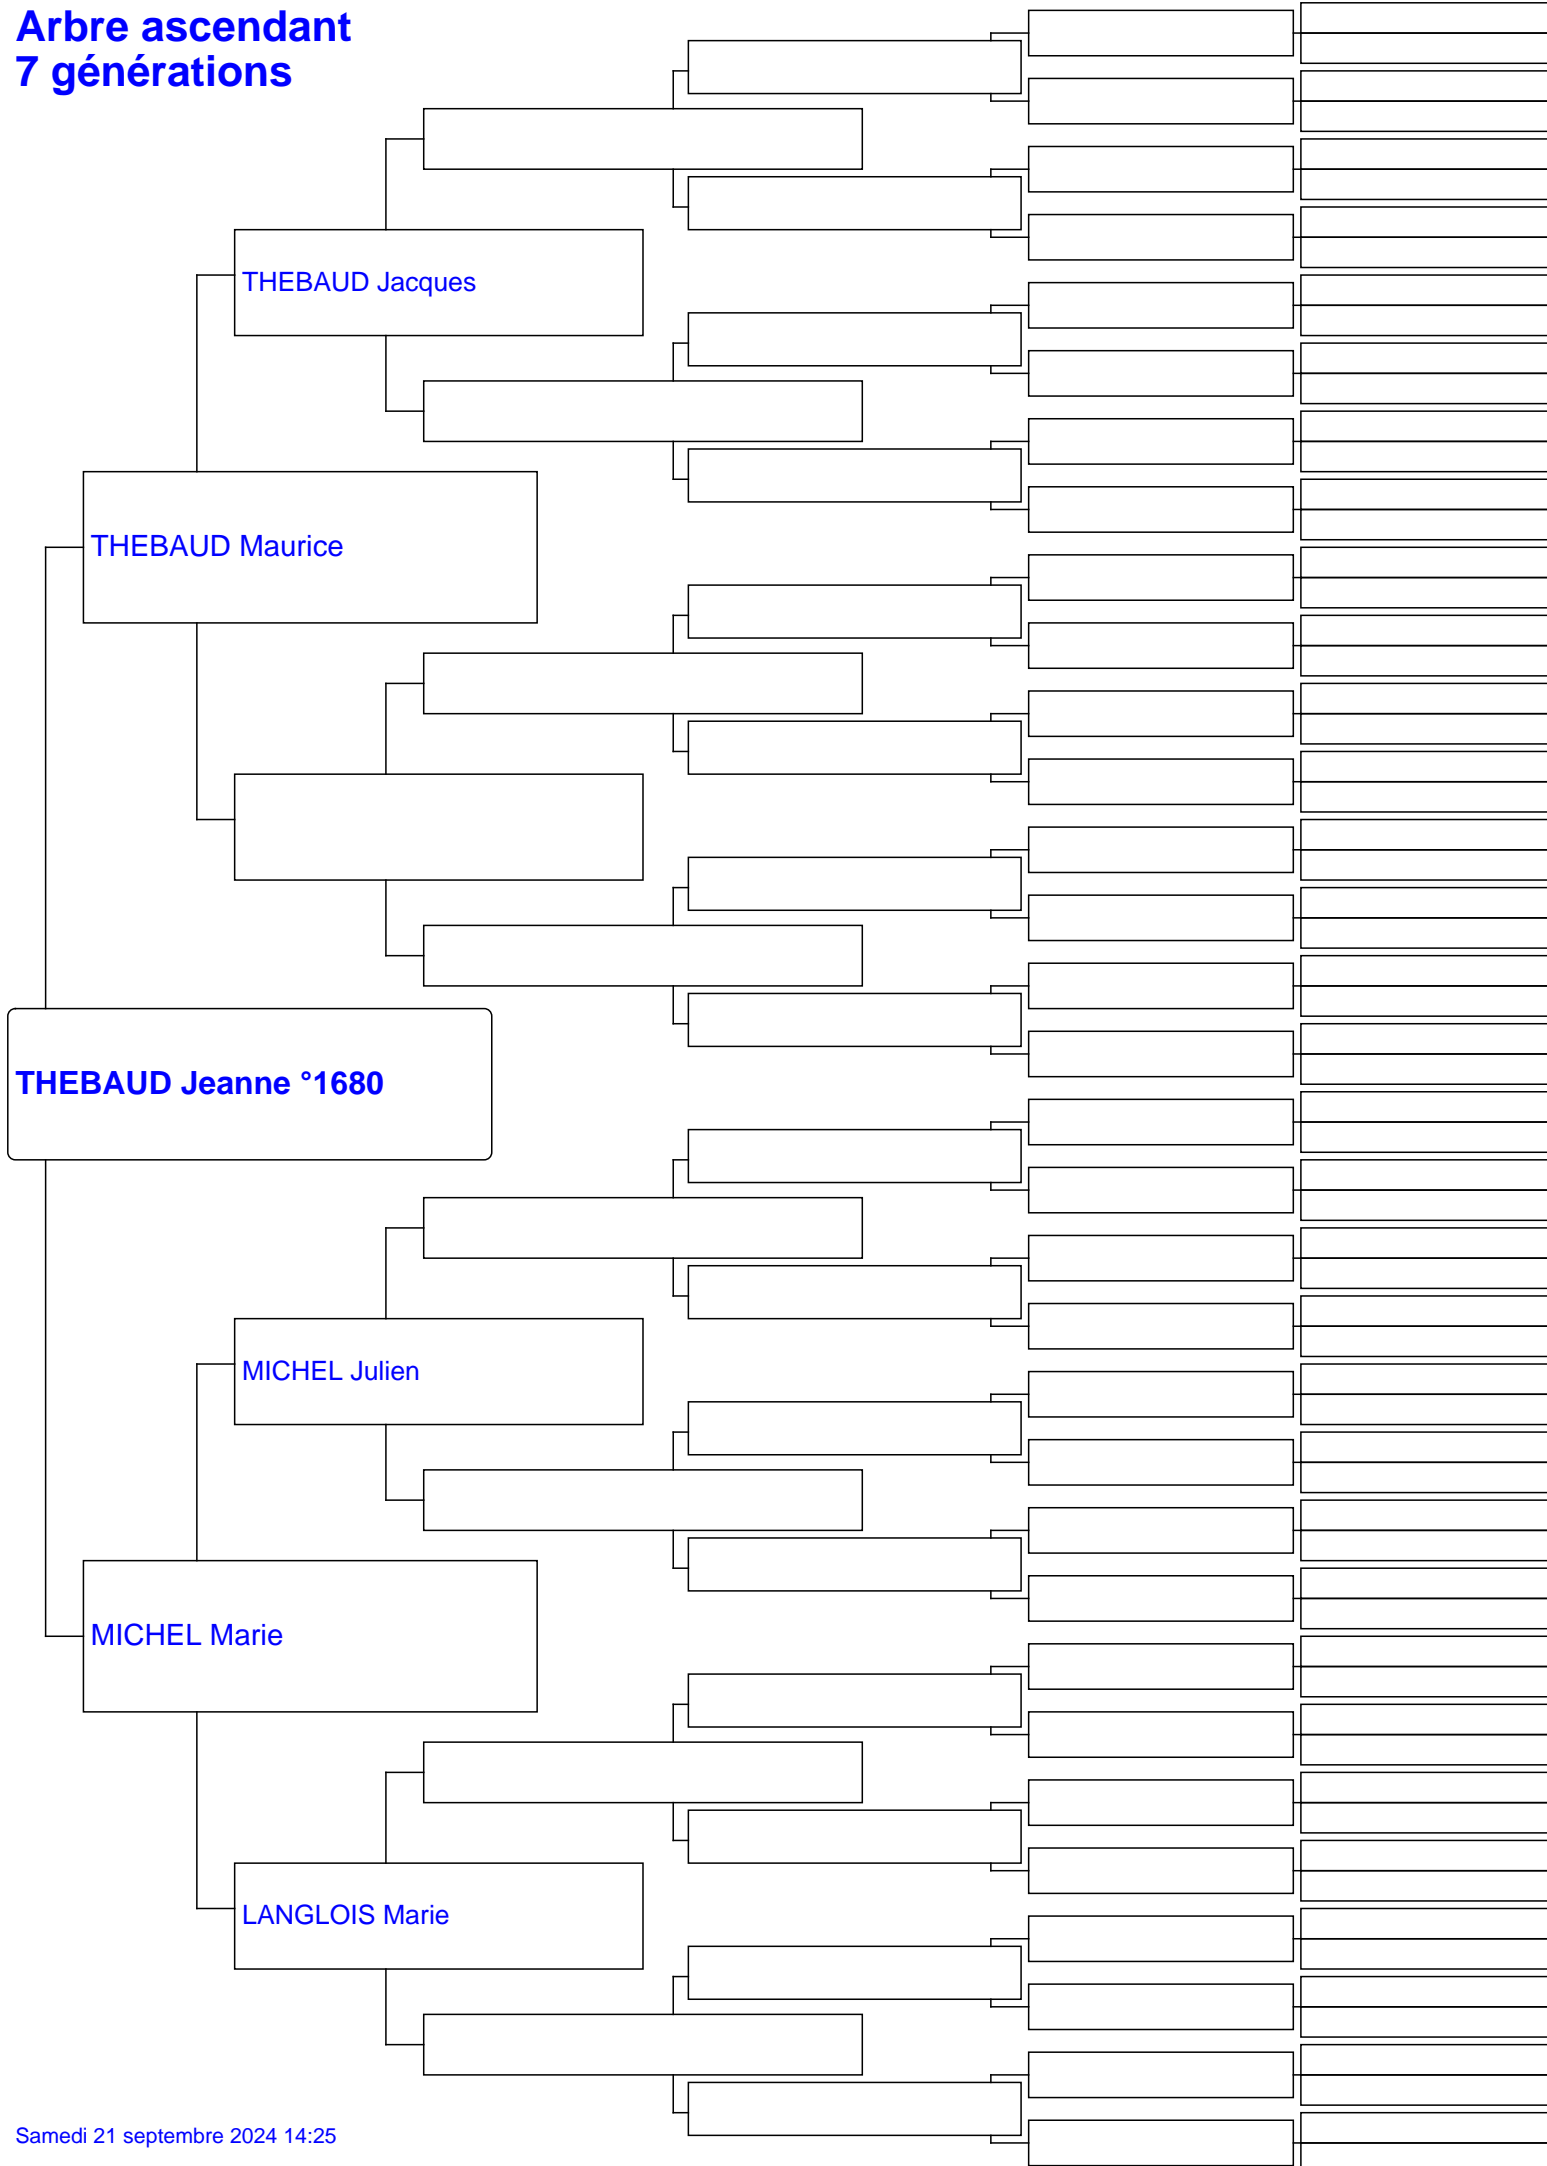 Arbre ascendant
7 générations
THEBAUD Jacques
THEBAUD Maurice
THEBAUD Jeanne °1680
MICHEL Julien
MICHEL Marie
LANGLOIS Marie
Samedi 21 septembre 2024 14:25